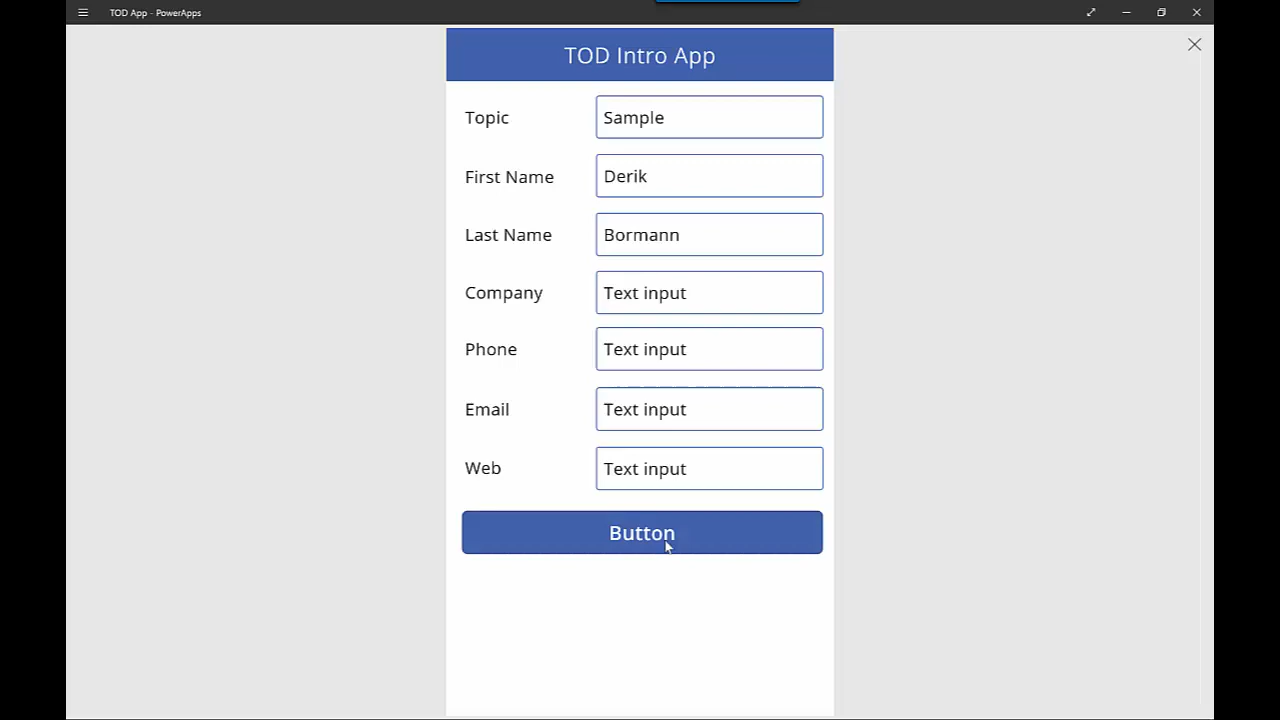 TOD App - PowerApps
TOD Intro App
Topic Sample
First Name Derik
Last Name Bormann
Company Text input
Phone Text input
Email Text input
Web Text input
Button